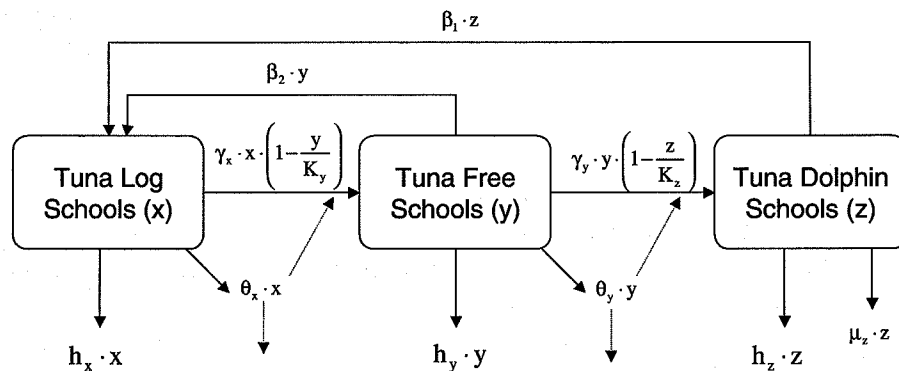 β₁ · z
β₂ · y
γₓ · x · (1 − y/K_y)
γ_y · y · (1 − z/K_z)
Tuna Log
Schools (x)
Tuna Free
Schools (y)
Tuna Dolphin
Schools (z)
θₓ · x
θ_y · y
hₓ · x
h_y · y
h_z · z
μ_z · z